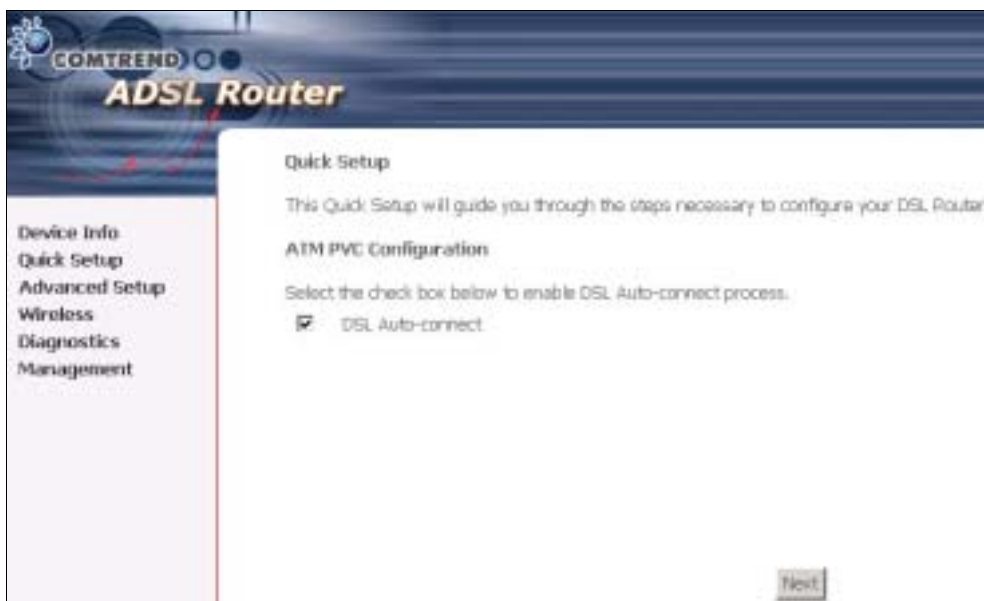 COMTREND
ADSL Router
Device Info
Quick Setup
Advanced Setup
Wireless
Diagnostics
Management
Quick Setup
This Quick Setup will guide you through the steps necessary to configure your DSL Router
ATM PVC Configuration
Select the check box below to enable DSL Auto-connect process.
DSL Auto-connect
Next